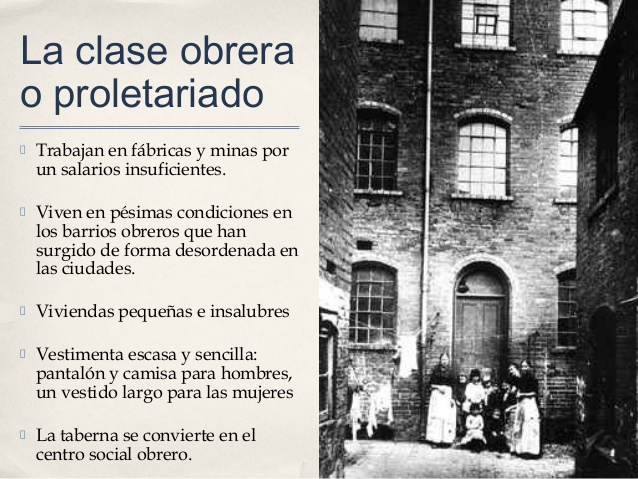 La clase obrera
o proletariado
Trabajan en fábricas y minas por
un salarios insuficientes.
Viven en pésimas condiciones en
los barrios obreros que han
surgido de forma desordenada en
las ciudades.
Viviendas pequeñas e insalubres
Vestimenta escasa y sencilla:
pantalón y camisa para hombres,
un vestido largo para las mujeres
La taberna se convierte en el
centro social obrero.